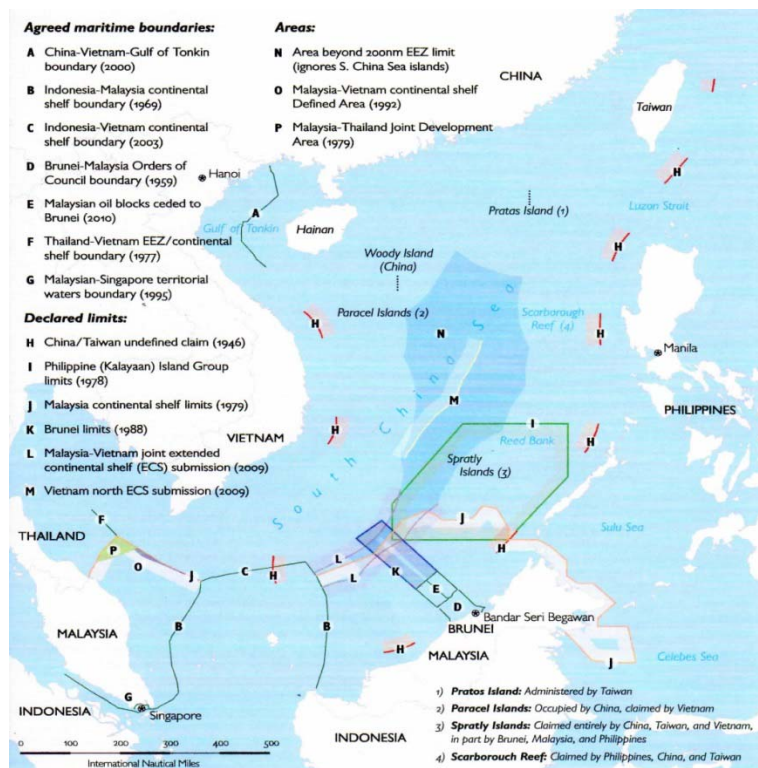 Agreed maritime boundaries:
A China-Vietnam-Gulf of Tonkin
boundary (2000)
B Indonesia-Malaysia continental
shelf boundary (1969)
C Indonesia-Vietnam continental
shelf boundary (2003)
D Brunei-Malaysia Orders of
Council boundary (1959)
E Malaysian oil blocks ceded to
Brunei (2010)
F Thailand-Vietnam EEZ/continental
shelf boundary (1977)
G Malaysian-Singapore territorial
waters boundary (1995)
Declared limits:
H China/Taiwan undefined claim (1946)
I Philippine (Kalayaan) Island Group
limits (1978)
J Malaysia continental shelf limits (1979)
K Brunei limits (1988)
L Malaysia-Vietnam joint extended
continental shelf (ECS) submission (2009)
M Vietnam north ECS submission (2009)
Areas:
N Area beyond 200nm EEZ limit
(ignores S. China Sea islands)
O Malaysia-Vietnam continental shelf
Defined Area (1992)
P Malaysia-Thailand Joint Development
Area (1979)
CHINA
Taiwan
H
Hanoi
A
Gulf of Tonkin
Hainan
Pratas Island (1)
Luzon Strait
H
Woody Island
(China)
Paracel Islands (2)
Scarborough
Reef (4)
H
N
H
Manila
South China Sea
M
PHILIPPINES
VIETNAM
H
I
Reed Bank
H
Spratly
Islands (3)
F
THAILAND
P
O
J
C
H
L
L
K
J
H
Sulu Sea
E
D
Bandar Seri Begawan
BRUNEI
MALAYSIA
B
B
H
MALAYSIA
J
Celebes Sea
G
Singapore
INDONESIA
INDONESIA
0 100 200 300 400 500
International Nautical Miles
1) Pratos Island: Administered by Taiwan
2) Paracel Islands: Occupied by China, claimed by Vietnam
3) Spratly Islands: Claimed entirely by China, Taiwan, and Vietnam,
in part by Brunei, Malaysia, and Philippines
4) Scarborouch Reef: Claimed by Philippines, China, and Taiwan